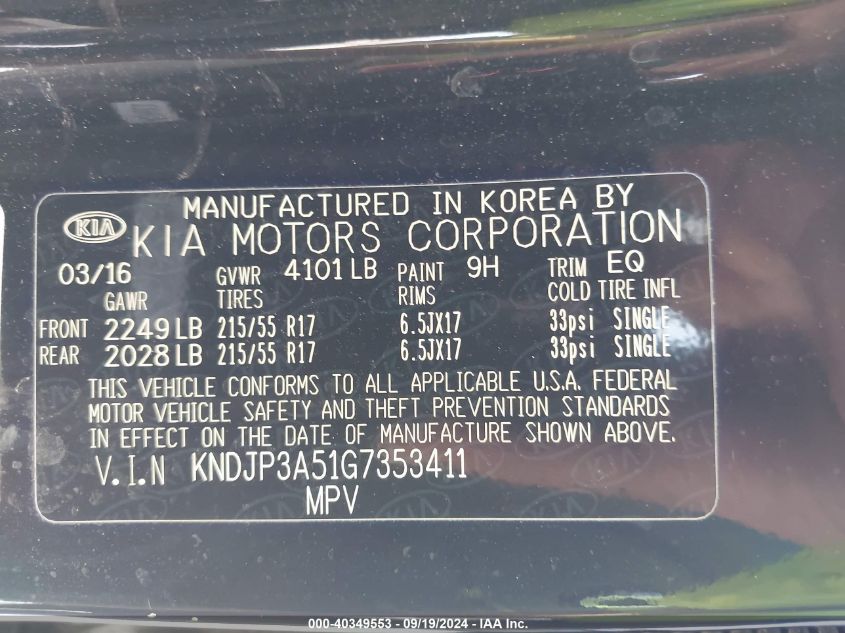 MANUFACTURED IN KOREA BY
KIA KIA MOTORS CORPORATION
03/16 GVWR 4101 LB PAINT 9H TRIM EQ
GAWR TIRES RIMS COLD TIRE INFL
FRONT 2249 LB 215/55 R17 6.5JX17 33psi SINGLE
REAR 2028 LB 215/55 R17 6.5JX17 33psi SINGLE
THIS VEHICLE CONFORMS TO ALL APPLICABLE U.S.A. FEDERAL
MOTOR VEHICLE SAFETY AND THEFT PREVENTION STANDARDS
IN EFFECT ON THE DATE OF MANUFACTURE SHOWN ABOVE.
V.I.N KNDJP3A51G7353411
MPV
000-40349553 - 09/19/2024 - IAA Inc.